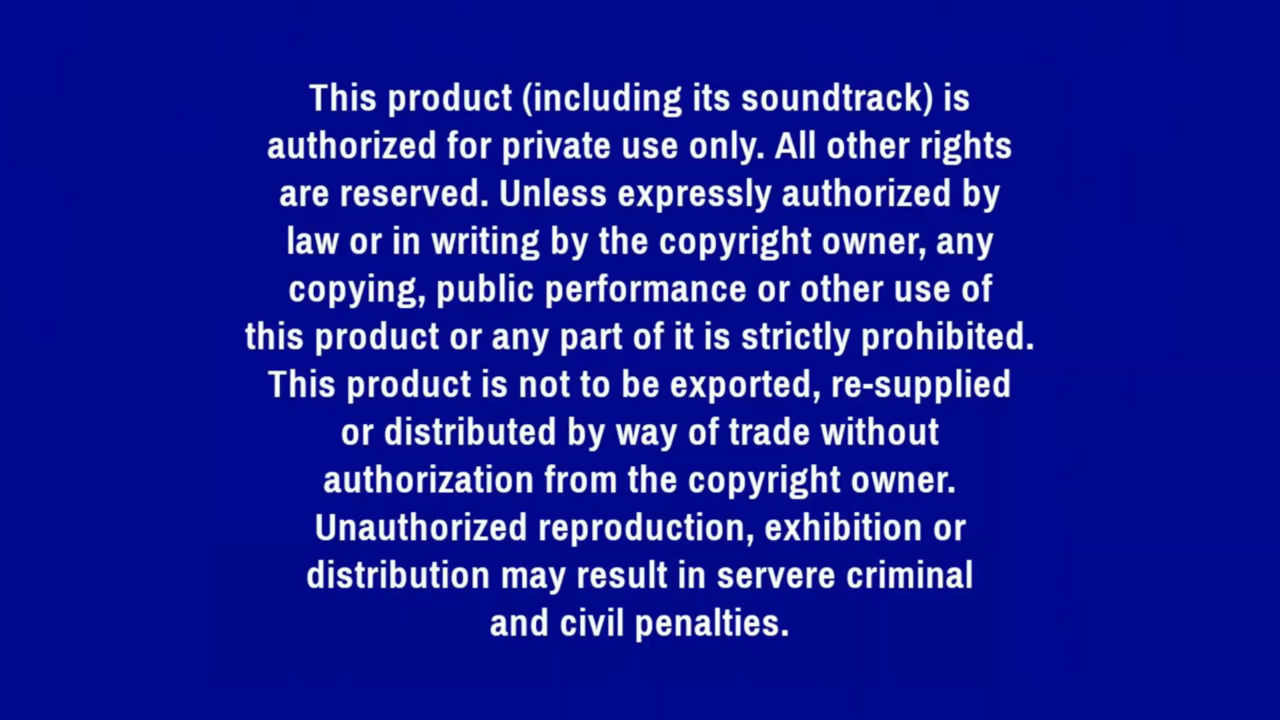 This product (including its soundtrack) is
authorized for private use only. All other rights
are reserved. Unless expressly authorized by
law or in writing by the copyright owner, any
copying, public performance or other use of
this product or any part of it is strictly prohibited.
This product is not to be exported, re-supplied
or distributed by way of trade without
authorization from the copyright owner.
Unauthorized reproduction, exhibition or
distribution may result in servere criminal
and civil penalties.